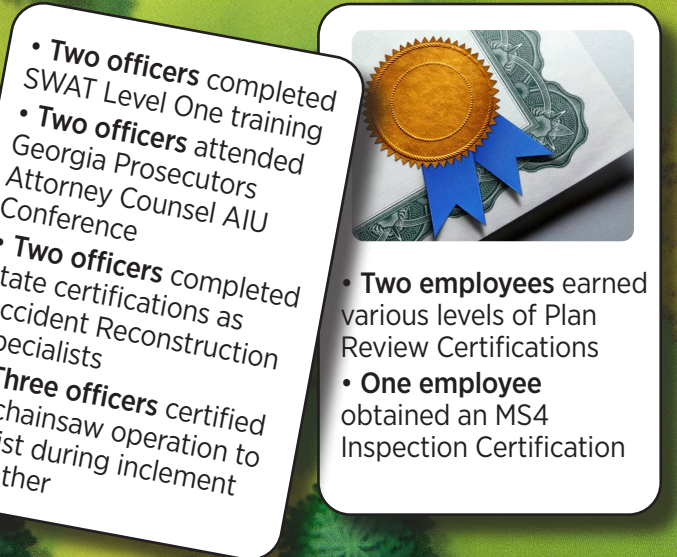 • Two officers completed
SWAT Level One training
• Two officers attended
Georgia Prosecutors
Attorney Counsel AIU
Conference
• Two officers completed
tate certifications as
ccident Reconstruction
pecialists
Three officers certified
chainsaw operation to
ist during inclement
ther
• Two employees earned
various levels of Plan
Review Certifications
• One employee
obtained an MS4
Inspection Certification